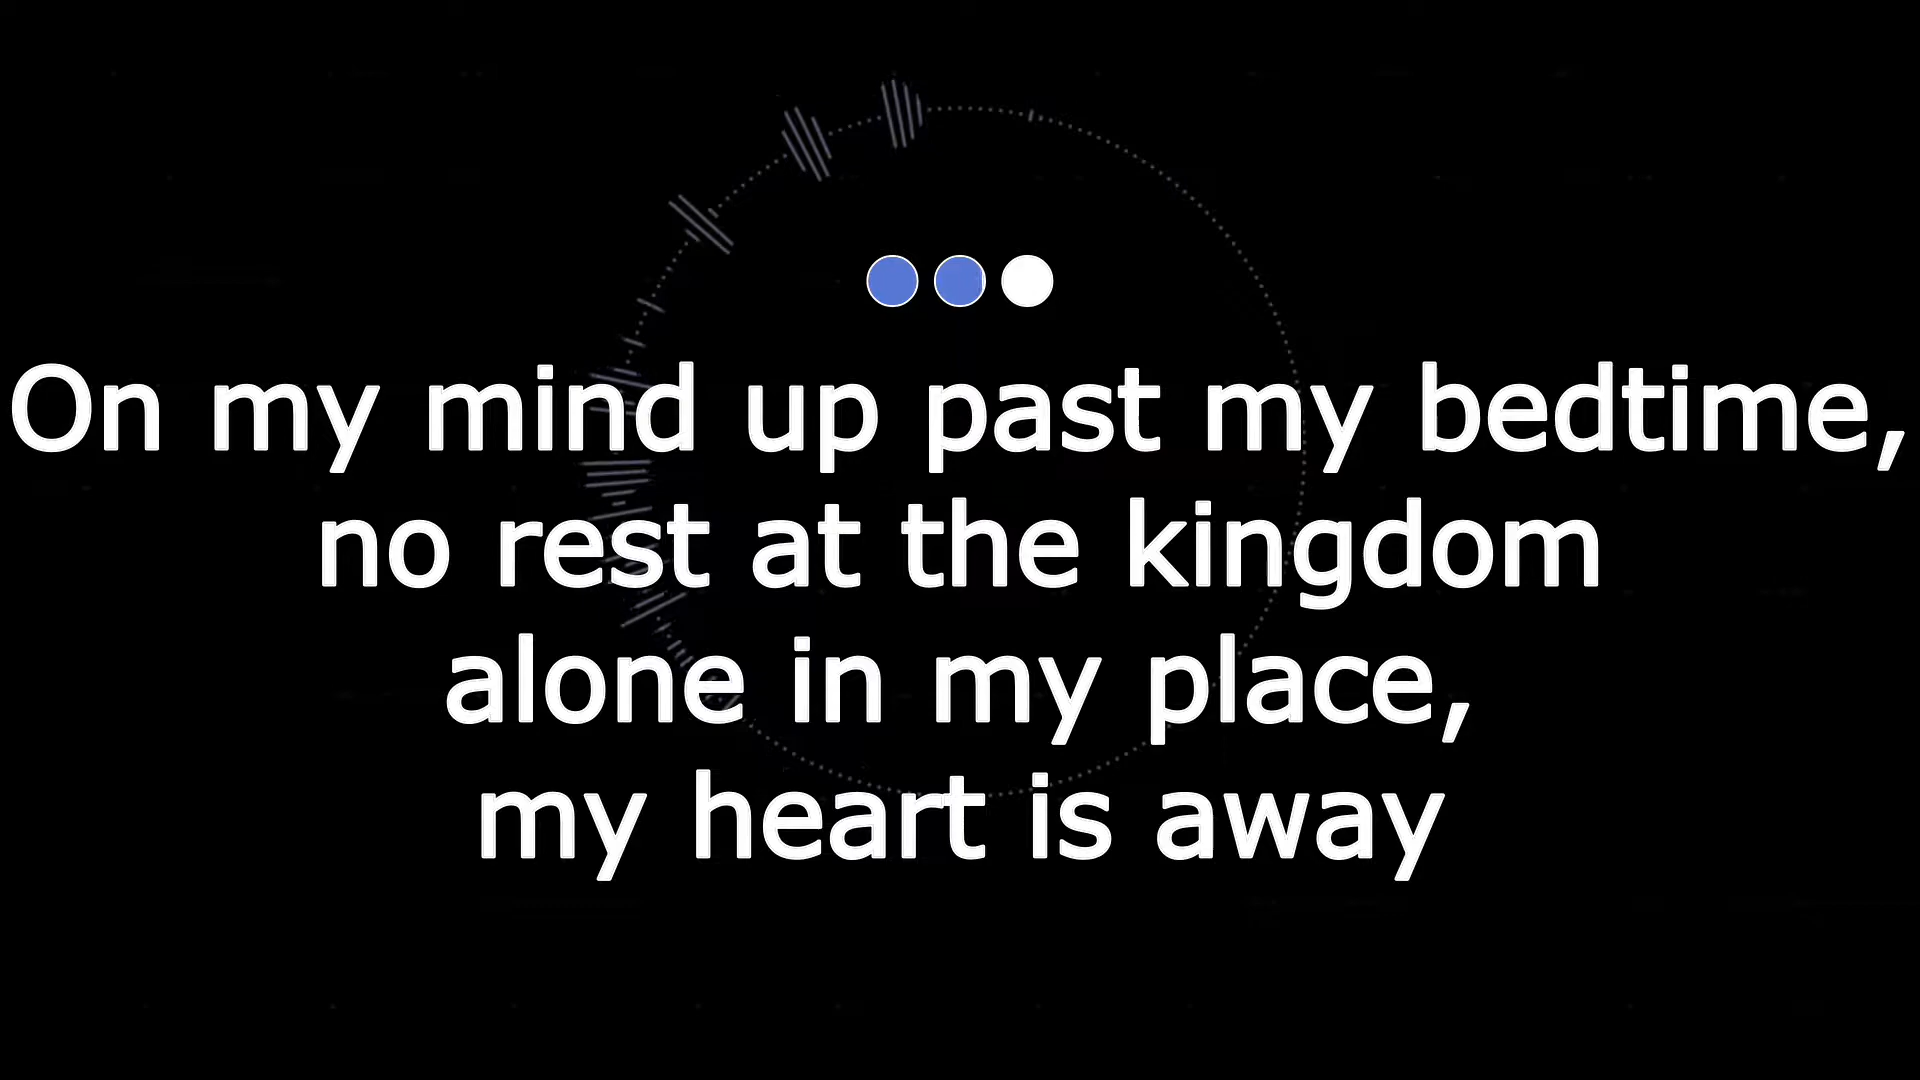 On my mind up past my bedtime,
no rest at the kingdom
alone in my place,
my heart is away